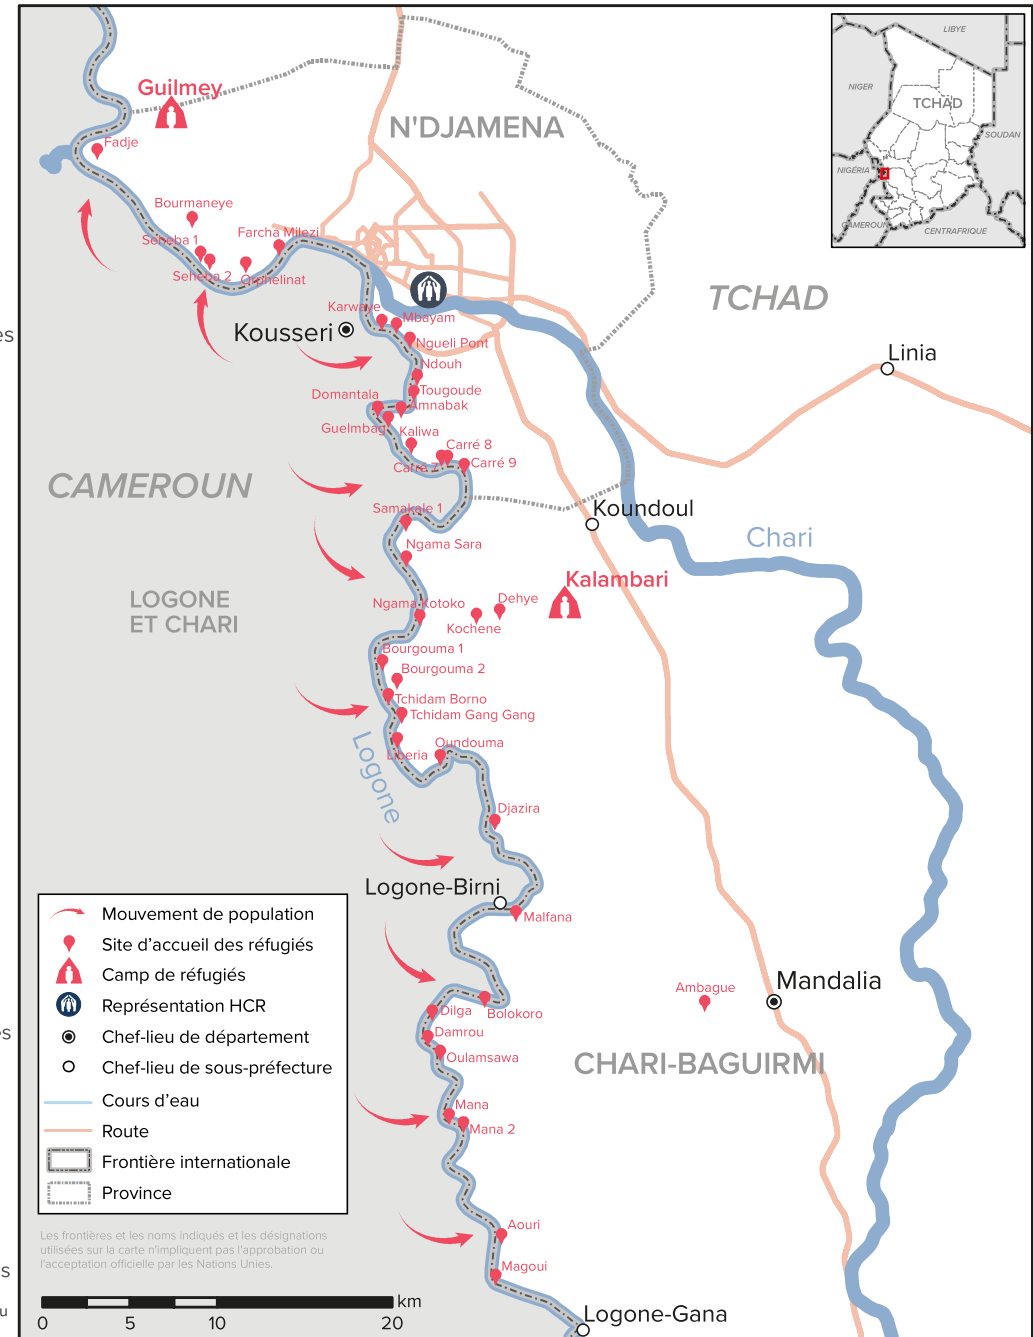 Guilmey
LIBYE
NIGER
TCHAD
SOUDAN
NIGÉRIA
CAMEROUN
CENTRAFRIQUE
N'DJAMENA
Fadje
Bourmaneye
Seheba 1
Farcha Milezi
Seheba 2
Orphelinat
TCHAD
Karwaye
Mbayam
Kousseri
Ngueli Pont
es
Linia
Ndouh
Domantala
Tougoude
Amnabak
Guelmbag
Kaliwa
Carré 8
Carré 7
Carré 9
CAMEROUN
Samakale 1
Koundoul
Chari
Ngama Sara
Kalambari
LOGONE
ET CHARI
Ngama Kotoko
Dehye
Kochene
Bourgouma 1
Bourgouma 2
Tchidam Borno
Tchidam Gang Gang
Logone
Oundouma
Liberia
Djazira
Logone-Birni
Malfana
Ambague
Mandalia
Bolokoro
Dilga
Damrou
Oulamsawa
CHARI-BAGUIRMI
Mana
Mana 2
Aouri
Magoui
Logone-Gana
Mouvement de population
Site d'accueil des réfugiés
Camp de réfugiés
Représentation HCR
Chef-lieu de département
Chef-lieu de sous-préfecture
Cours d'eau
Route
Frontière internationale
Province
es
Les frontières et les noms indiqués et les désignations
utilisées sur la carte n'impliquent pas l'approbation ou
l'acceptation officielle par les Nations Unies.
s
u
km
0 5 10 20